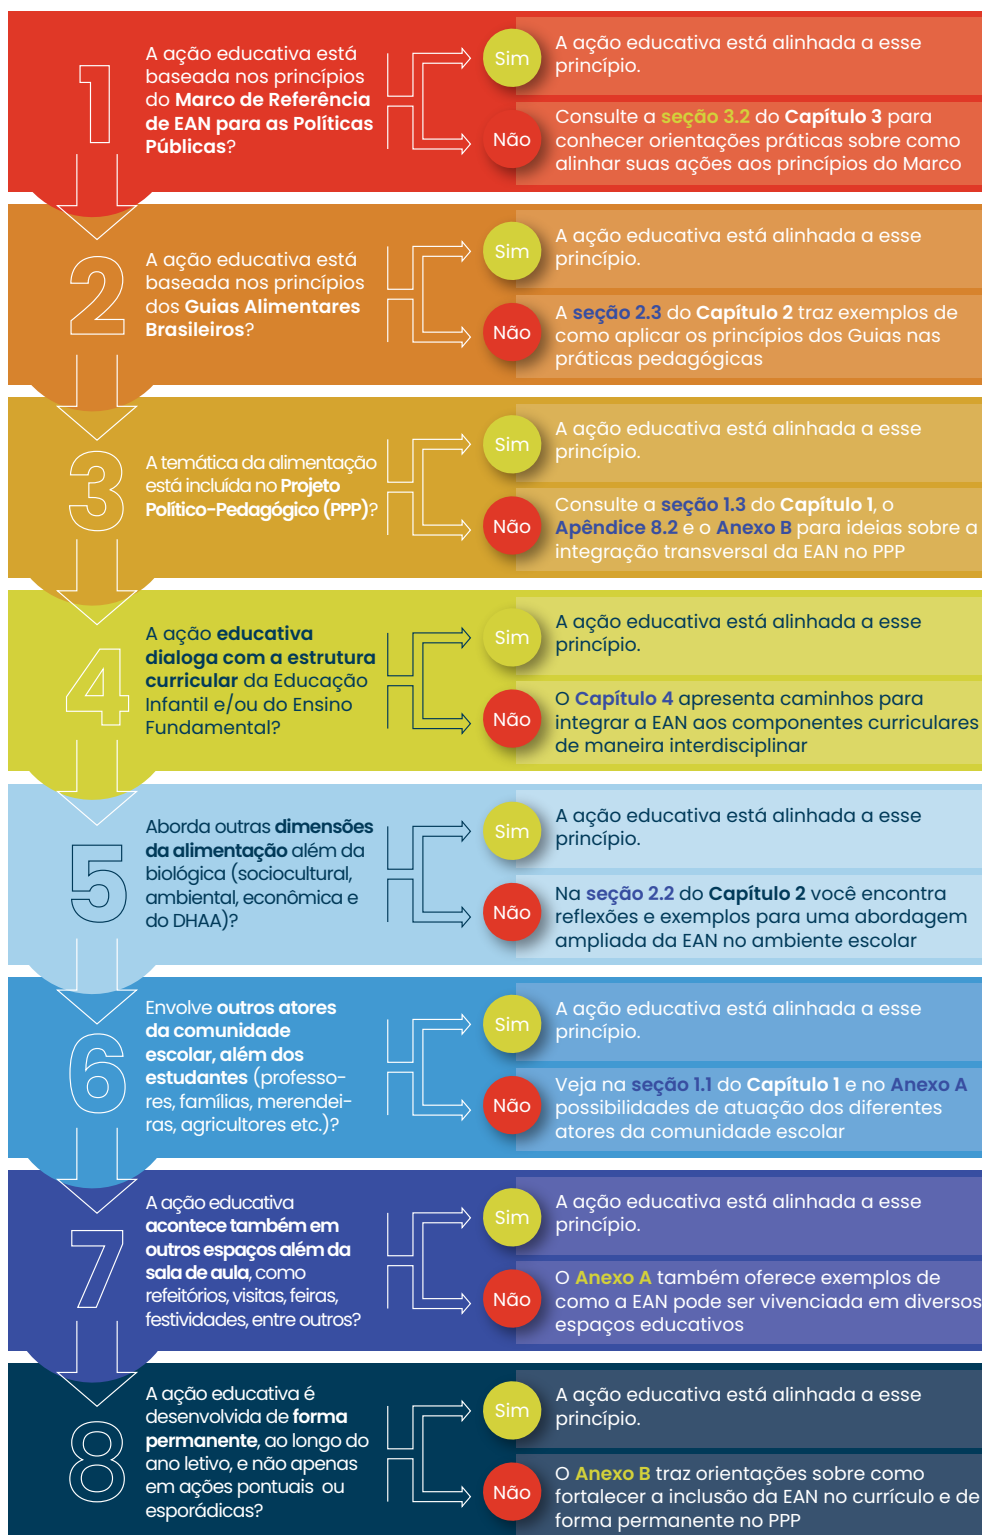 1
A ação educativa está
baseada nos princípios
do Marco de Referência
de EAN para as Políticas
Públicas?
Sim
A ação educativa está alinhada a esse
princípio.
Não
Consulte a seção 3.2 do Capítulo 3 para
conhecer orientações práticas sobre como
alinhar suas ações aos princípios do Marco
2
A ação educativa está
baseada nos princípios
dos Guias Alimentares
Brasileiros?
Sim
A ação educativa está alinhada a esse
princípio.
Não
A seção 2.3 do Capítulo 2 traz exemplos de
como aplicar os princípios dos Guias nas
práticas pedagógicas
3
A temática da alimentação
está incluída no Projeto
Político-Pedagógico (PPP)?
Sim
A ação educativa está alinhada a esse
princípio.
Não
Consulte a seção 1.3 do Capítulo 1, o
Apêndice 8.2 e o Anexo B para ideias sobre a
integração transversal da EAN no PPP
4
A ação educativa
dialoga com a estrutura
curricular da Educação
Infantil e/ou do Ensino
Fundamental?
Sim
A ação educativa está alinhada a esse
princípio.
Não
O Capítulo 4 apresenta caminhos para
integrar a EAN aos componentes curriculares
de maneira interdisciplinar
5
Aborda outras dimensões
da alimentação além da
biológica (sociocultural,
ambiental, econômica e
do DHAA)?
Sim
A ação educativa está alinhada a esse
princípio.
Não
Na seção 2.2 do Capítulo 2 você encontra
reflexões e exemplos para uma abordagem
ampliada da EAN no ambiente escolar
6
Envolve outros atores
da comunidade
escolar, além dos
estudantes (professo-
res, famílias, merendei-
ras, agricultores etc.)?
Sim
A ação educativa está alinhada a esse
princípio.
Não
Veja na seção 1.1 do Capítulo 1 e no Anexo A
possibilidades de atuação dos diferentes
atores da comunidade escolar
7
A ação educativa
acontece também em
outros espaços além da
sala de aula, como
refeitórios, visitas, feiras,
festividades, entre outros?
Sim
A ação educativa está alinhada a esse
princípio.
Não
O Anexo A também oferece exemplos de
como a EAN pode ser vivenciada em diversos
espaços educativos
8
A ação educativa é
desenvolvida de forma
permanente, ao longo do
ano letivo, e não apenas
em ações pontuais ou
esporádicas?
Sim
A ação educativa está alinhada a esse
princípio.
Não
O Anexo B traz orientações sobre como
fortalecer a inclusão da EAN no currículo e de
forma permanente no PPP